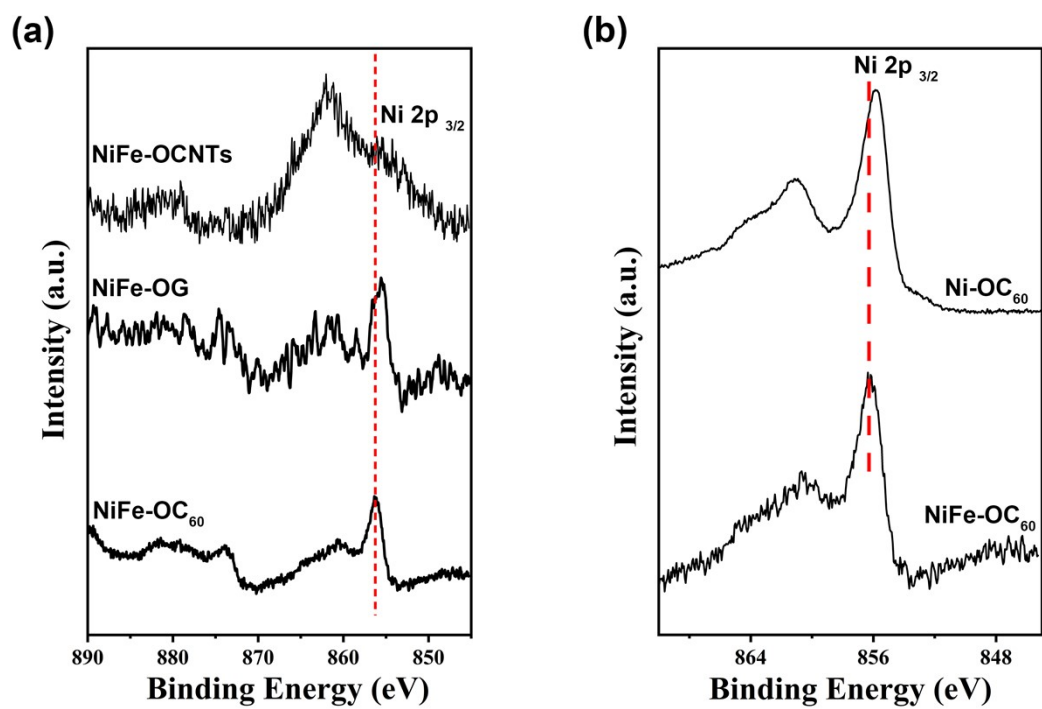 (a)
Ni 2p 3/2
NiFe-OCNTs
NiFe-OG
NiFe-OC60
Intensity (a.u.)
890 880 870 860 850
Binding Energy (eV)
(b)
Ni 2p 3/2
Ni-OC60
NiFe-OC60
Intensity (a.u.)
864 856 848
Binding Energy (eV)